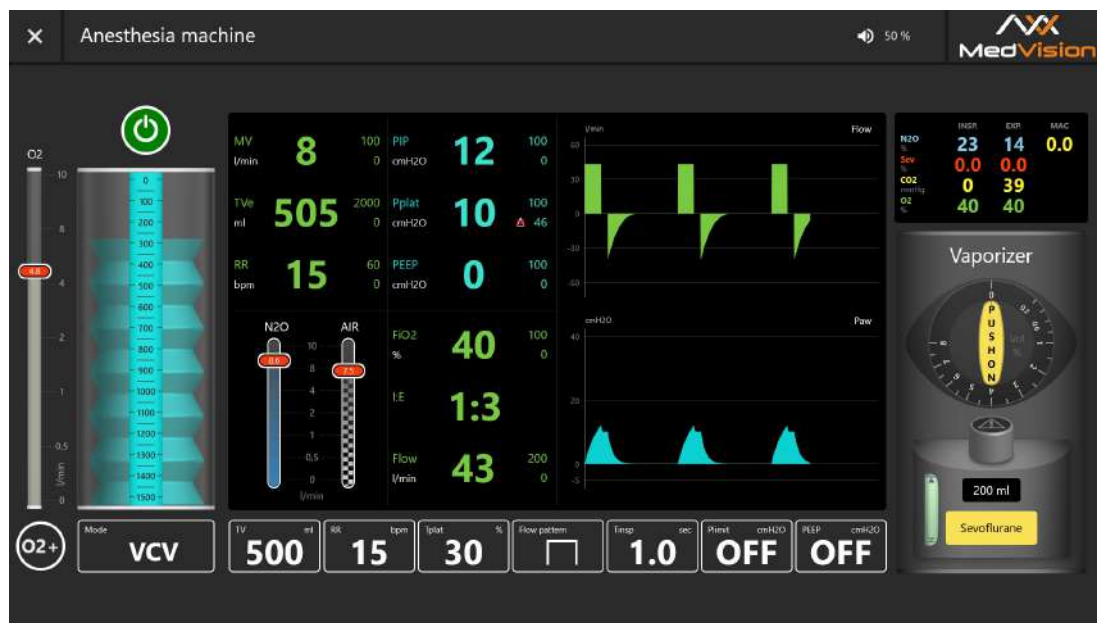 Anesthesia machine
50 %
MedVision
O2
10
8
4
2
1
0,5
0
l/min
O2+
0
100
200
300
400
500
600
700
800
900
1000
1100
1200
1300
1400
1500
4.8
MV
l/min
8
100
0
TVe
ml
505
2000
0
RR
bpm
15
60
0
N2O
AIR
10
8
4
2
1
0,5
0
l/min
8.6
7.5
PIP
cmH2O
12
100
0
Pplat
cmH2O
10
100
46
PEEP
cmH2O
0
100
0
FiO2
%
40
100
0
I:E
1:3
Flow
l/min
43
200
0
l/min
Flow
60
30
0
-30
-60
cmH2O
Paw
40
20
0
-5
INSP.
EXP.
MAC
N2O
%
23
14
0.0
Sev
%
0.0
0.0
CO2
mmHg
0
39
O2
%
40
40
Vaporizer
PUSH ON
Vol
%
200 ml
Sevoflurane
Mode
VCV
TV
ml
500
RR
bpm
15
Tplat
%
30
Flow pattern
Tinsp
sec
1.0
Plimit
cmH2O
OFF
PEEP
cmH2O
OFF